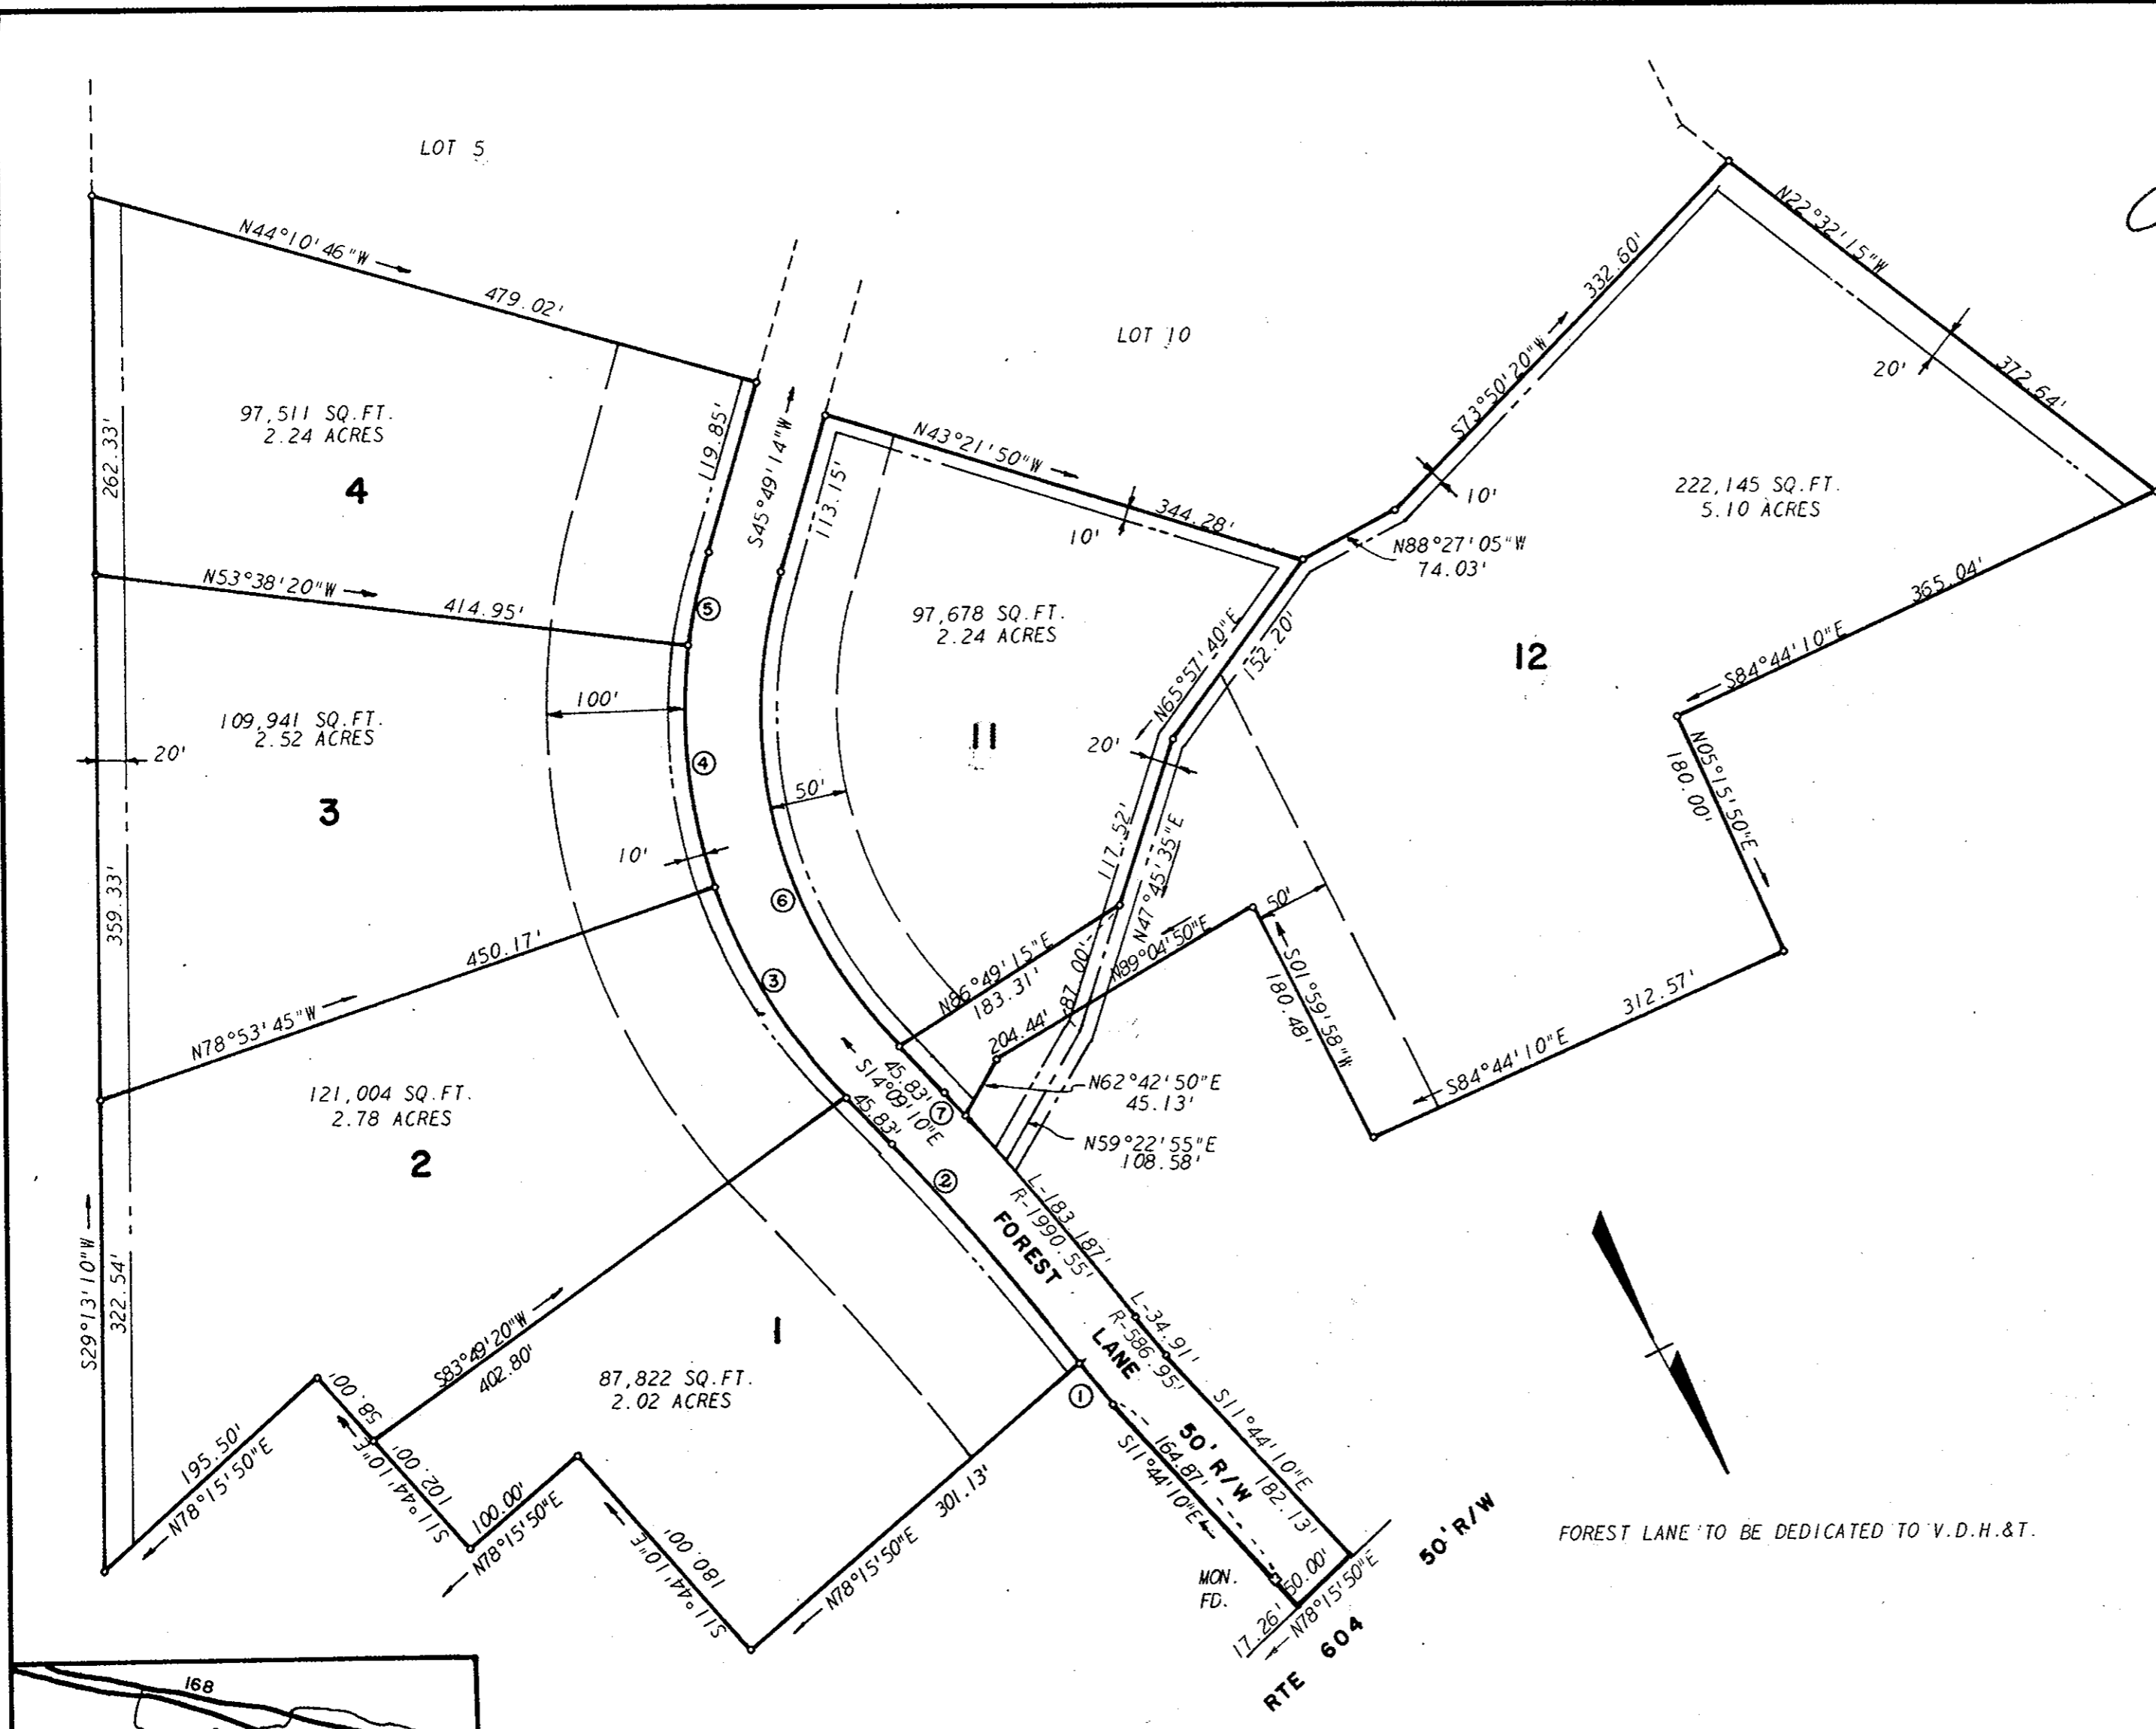 LOT 5
N44°10'46"W
479.02'
LOT 10
N22°32'15"W
372.64'
20'
332.60'
S73°50'20"W
10'
262.33'
97,511 SQ.FT.
2.24 ACRES
4
119.85'
S45°49'14"W
113.15'
N43°21'50"W
344.28'
10'
222,145 SQ.FT.
5.10 ACRES
N88°27'05"W
74.03'
365.04'
S84°44'10"E
N53°38'20"W
414.95'
5
97,678 SQ.FT.
2.24 ACRES
11
N65°57'40"E
152.20'
12
N05°15'50"E
180.00'
109,941 SQ.FT.
2.52 ACRES
20'
3
100'
4
50'
20'
10'
359.33'
117.52'
N47°45'35"E
6
50'
450.17'
N78°53'45"W
3
N86°49'15"E
183.31'
187.00'
N89°04'50"E
204.44'
S01°59'58"W
180.48'
312.57'
S84°44'10"E
121,004 SQ.FT.
2.78 ACRES
2
45.83'
S14°09'10"E
45.83'
7
N62°42'50"E
45.13'
N59°22'55"E
108.58'
2
L-183.187'
R-1990.55'
FOREST
LANE
L-34.91'
R-586.95'
S29°13'10"W
322.54'
S83°49'20"W
402.80'
1
87,822 SQ.FT.
2.02 ACRES
1
50' R/W
S11°44'10"E
182.13'
164.87'
S11°44'10"E
195.50'
N78°15'50"E
58.00'
S11°44'10"E
102.00'
100.00'
N78°15'50"E
180.00'
S11°44'10"E
301.13'
N78°15'50"E
MON.
FD.
50.00'
N78°15'50"E
17.26'
RTE 604
50' R/W
FOREST LANE TO BE DEDICATED TO V.D.H.&T.
168